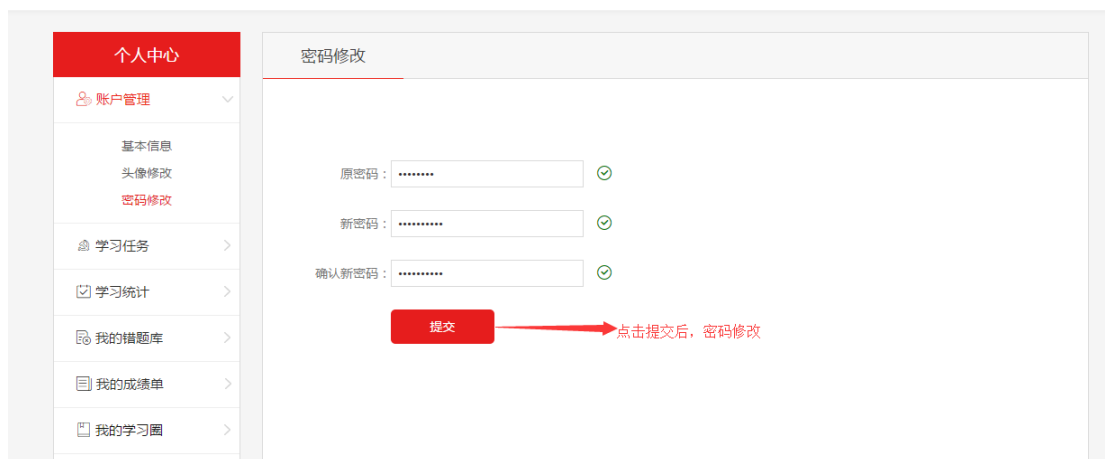 个人中心
账户管理
基本信息
头像修改
密码修改
学习任务
学习统计
我的错题库
我的成绩单
我的学习圈
密码修改
原密码：••••••••
新密码：••••••••••
确认新密码：••••••••••
提交
点击提交后，密码修改